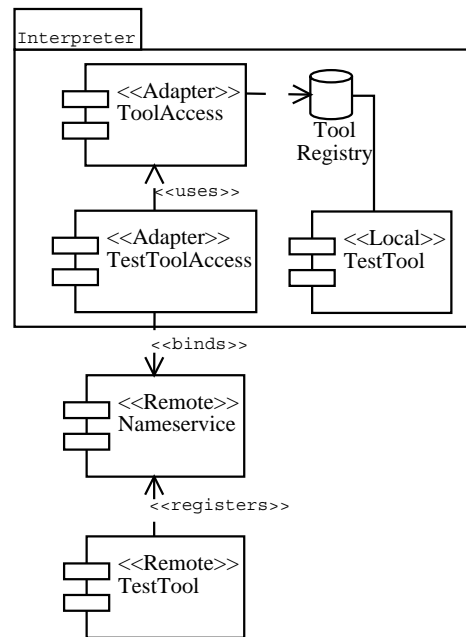 Interpreter
<<Adapter>>
ToolAccess
Tool
Registry
<<uses>>
<<Adapter>>
TestToolAccess
<<Local>>
TestTool
<<binds>>
<<Remote>>
Nameservice
<<registers>>
<<Remote>>
TestTool